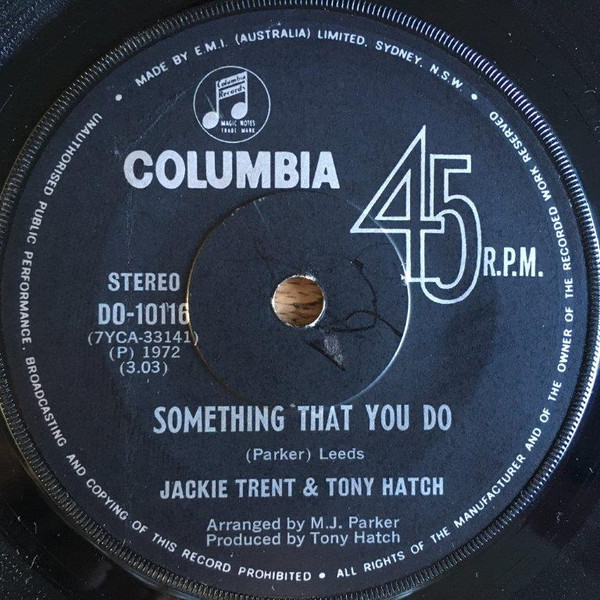 MADE BY E.M.I. (AUSTRALIA) LIMITED, SYDNEY, N.S.W.
Columbia
Records
MAGIC NOTES
TRADE MARK
COLUMBIA
45 R.P.M.
STEREO
DO-10116
(7YCA-33141)
(P) 1972
(3.03)
SOMETHING THAT YOU DO
(Parker) Leeds
JACKIE TRENT & TONY HATCH
Arranged by M.J. Parker
Produced by Tony Hatch
• ALL RIGHTS OF THE MANUFACTURER AND OF THE OWNER OF THE RECORDED WORK RESERVED •
UNAUTHORISED PUBLIC PERFORMANCE, BROADCASTING AND COPYING OF THIS RECORD PROHIBITED